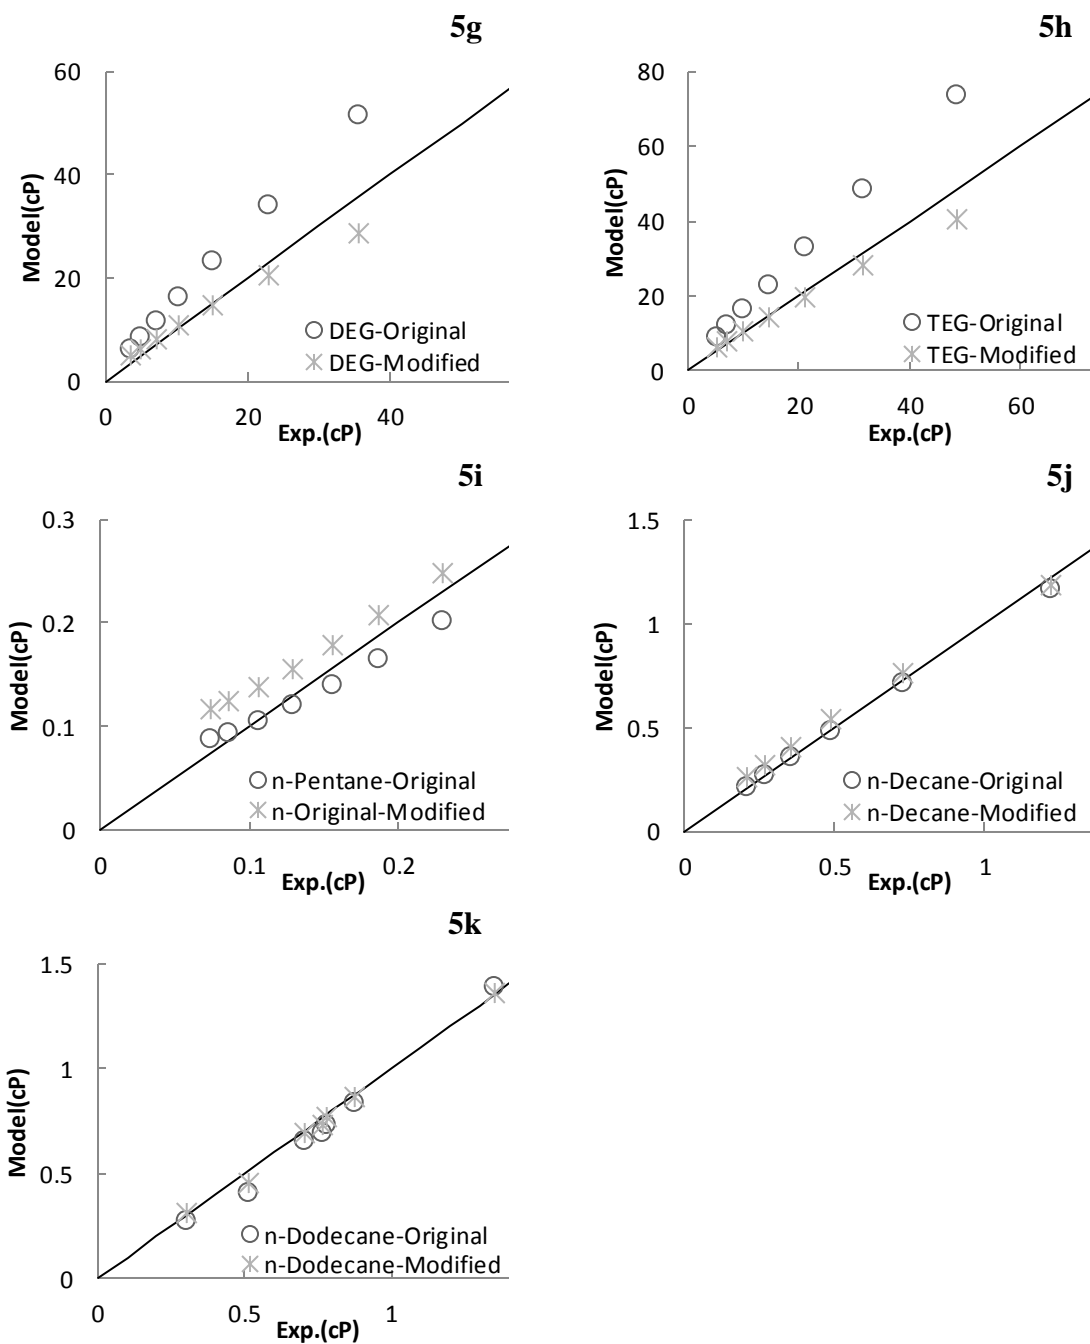 5g
60
40
20
0
Model(cP)
DEG-Original
DEG-Modified
0 20 40
Exp.(cP)
5h
80
60
40
20
0
Model(cP)
TEG-Original
TEG-Modified
0 20 40 60
Exp.(cP)
5i
0.3
0.2
0.1
0
Model(cP)
n-Pentane-Original
n-Original-Modified
0 0.1 0.2
Exp.(cP)
5j
1.5
1
0.5
0
Model(cP)
n-Decane-Original
n-Decane-Modified
0 0.5 1
Exp.(cP)
5k
1.5
1
0.5
0
Model(cP)
n-Dodecane-Original
n-Dodecane-Modified
0 0.5 1
Exp.(cP)